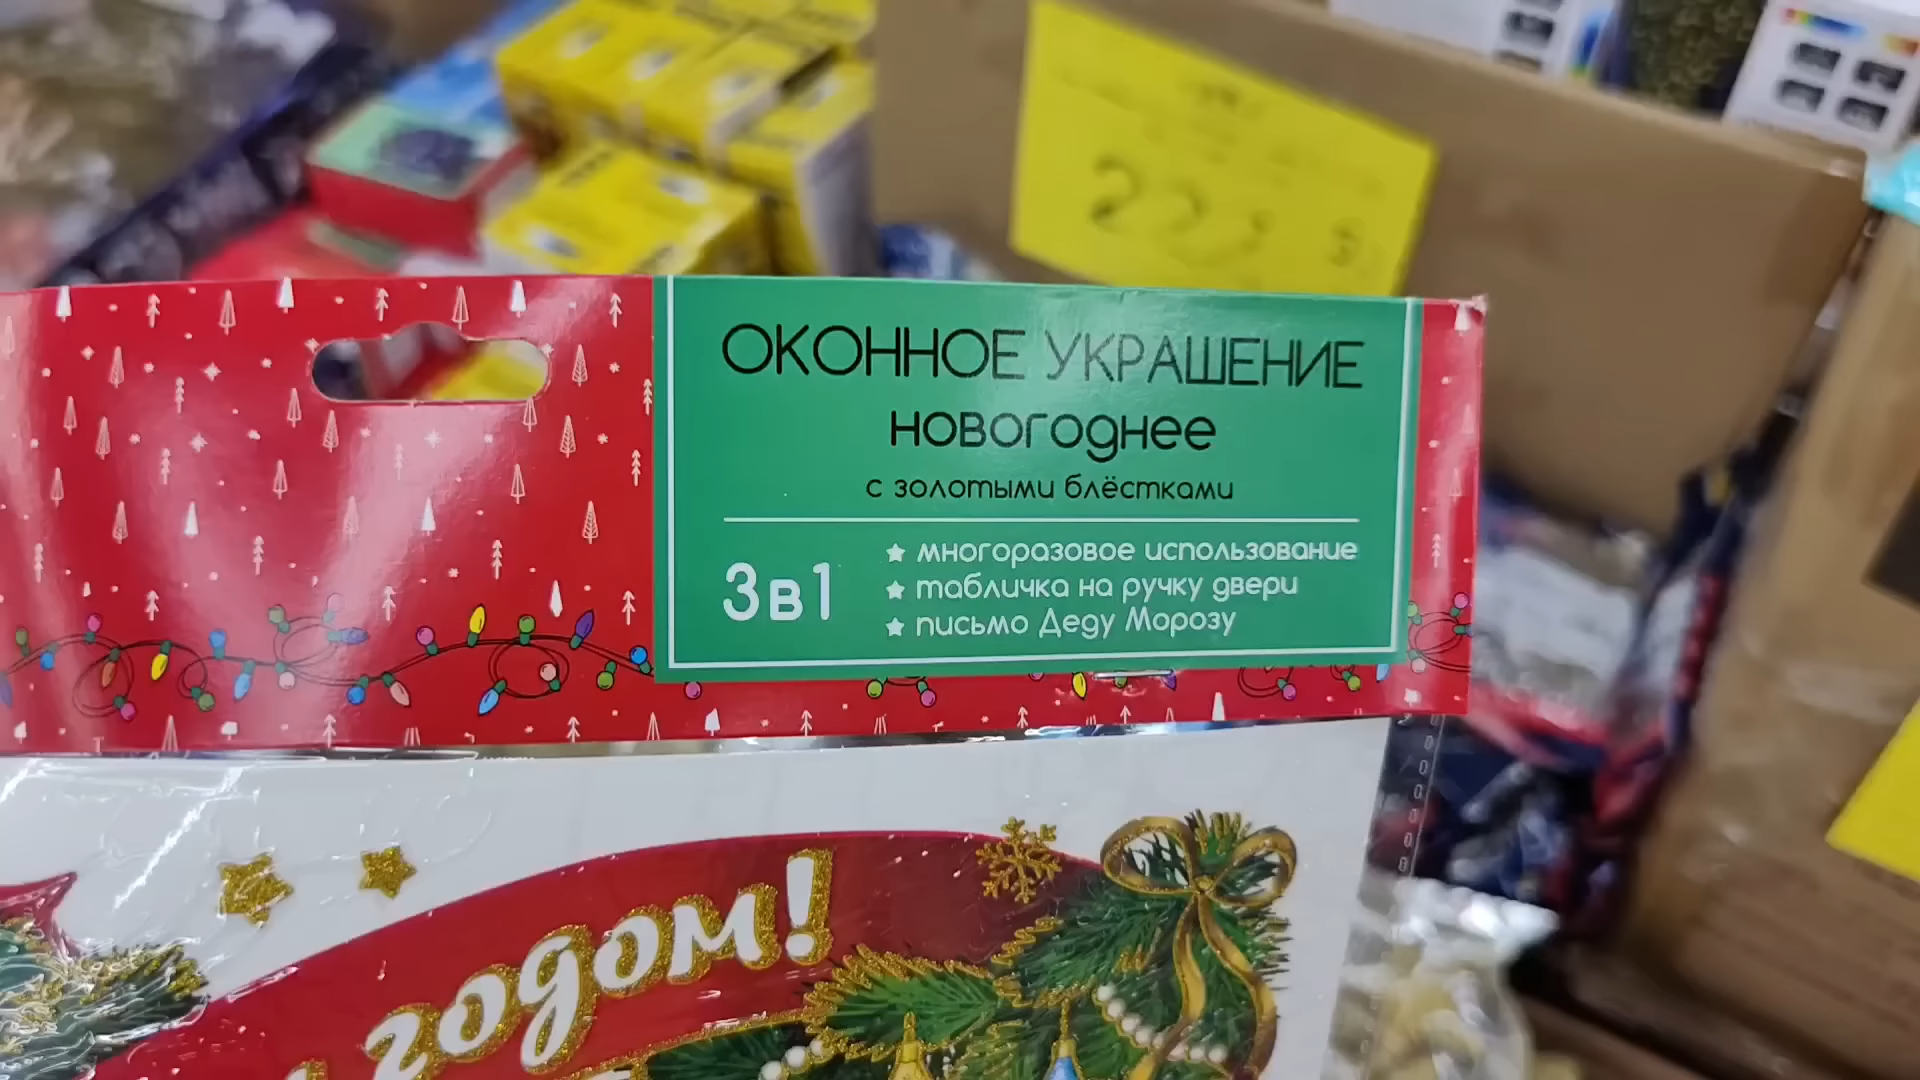 ОКОННОЕ УКРАШЕНИЕ
новогоднее
с золотыми блёстками
3в1
многоразовое использование
табличка на ручку двери
письмо Деду Морозу
годом!